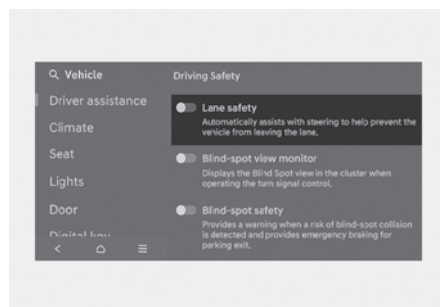 Vehicle
Driver assistance
Climate
Seat
Lights
Door
Digital key
Driving Safety
Lane safety
Automatically assists with steering to help prevent the
vehicle from leaving the lane.
Blind-spot view monitor
Displays the Blind Spot view in the cluster when
operating the turn signal control.
Blind-spot safety
Provides a warning when a risk of blind-spot collision
is detected and provides emergency braking for
parking exit.